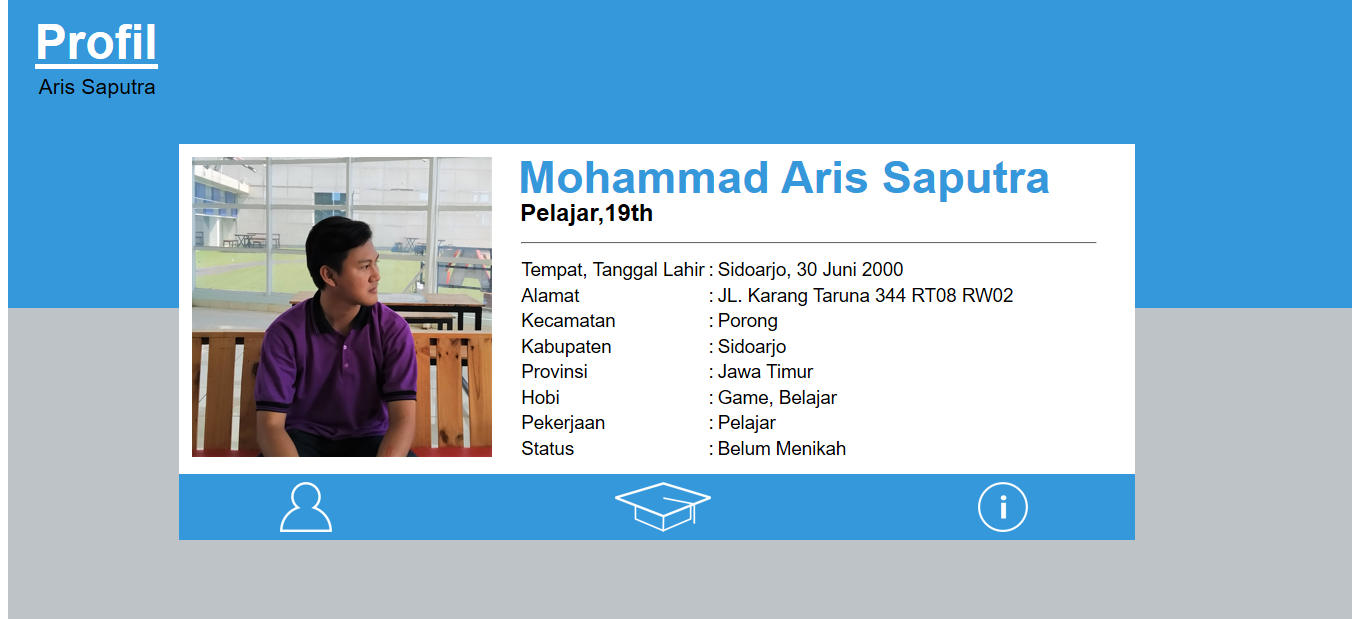 Profil
Aris Saputra
Mohammad Aris Saputra
Pelajar,19th
Tempat, Tanggal Lahir : Sidoarjo, 30 Juni 2000
Alamat : JL. Karang Taruna 344 RT08 RW02
Kecamatan : Porong
Kabupaten : Sidoarjo
Provinsi : Jawa Timur
Hobi : Game, Belajar
Pekerjaan : Pelajar
Status : Belum Menikah